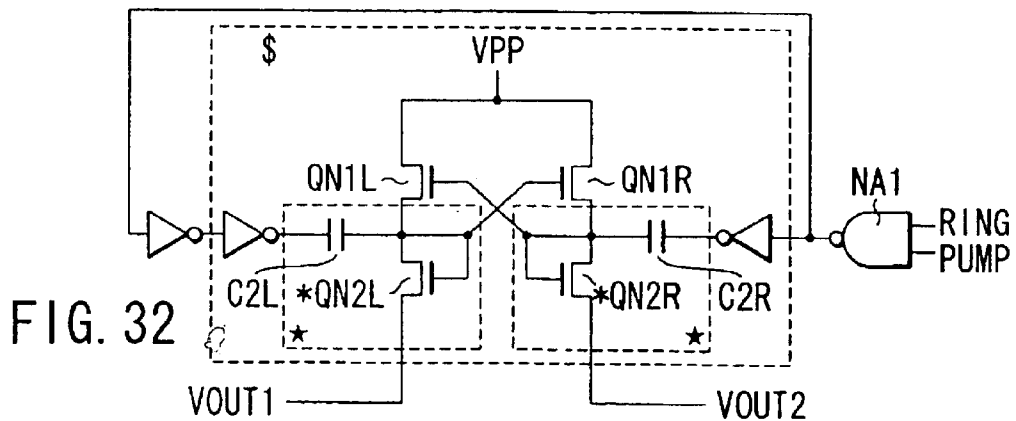 $
VPP
QN1L
QN1R
NA1
RING
PUMP
C2L
*QN2L
*QN2R
C2R
★
★
FIG. 32
VOUT1
VOUT2